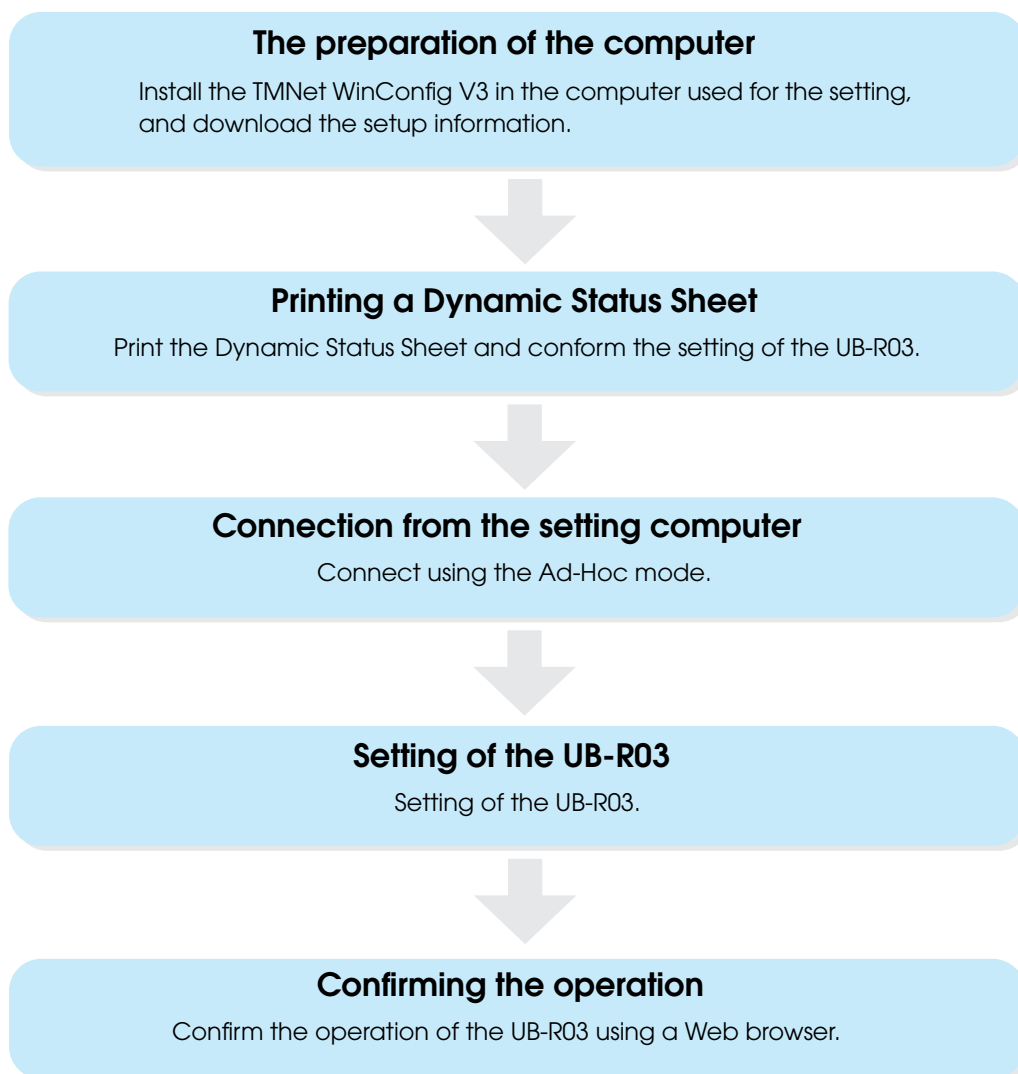 The preparation of the computer
Install the TMNet WinConfig V3 in the computer used for the setting,
and download the setup information.
Printing a Dynamic Status Sheet
Print the Dynamic Status Sheet and conform the setting of the UB-R03.
Connection from the setting computer
Connect using the Ad-Hoc mode.
Setting of the UB-R03
Setting of the UB-R03.
Confirming the operation
Confirm the operation of the UB-R03 using a Web browser.